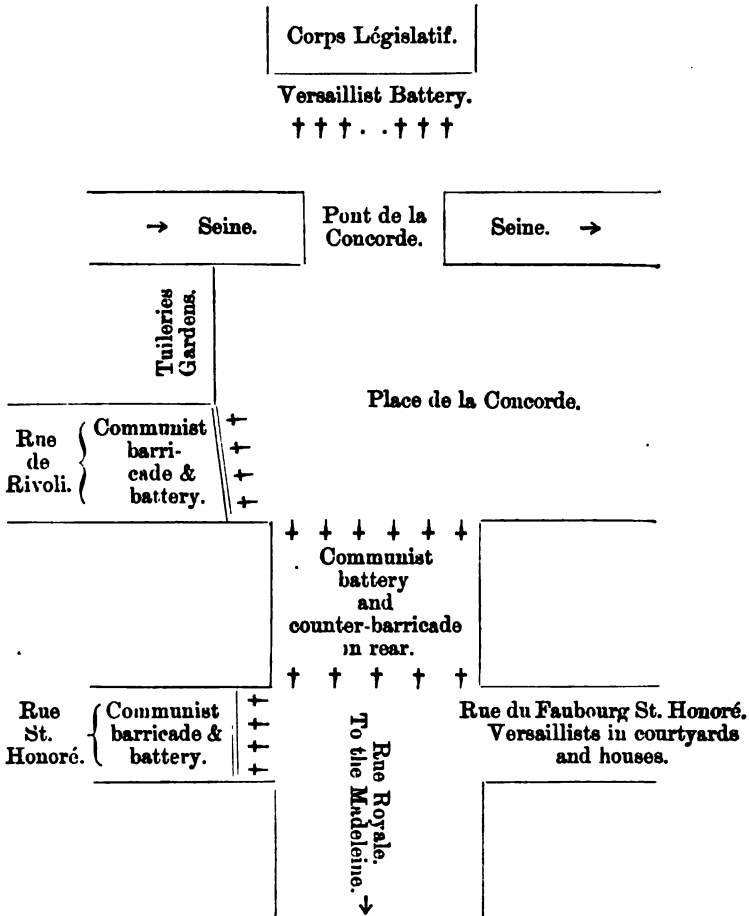 Corps Législatif.
Versaillist Battery.
Seine.
Pont de la
Concorde.
Seine.
Tuileries
Gardens.
Place de la Concorde.
Rue
de
Rivoli.
Communist
barri-
cade &
battery.
Communist
battery
and
counter-barricade
in rear.
Rue
St.
Honoré.
Communist
barricade &
battery.
Rue Royale.
To the Madeleine.
Rue du Faubourg St. Honoré.
Versaillists in courtyards
and houses.